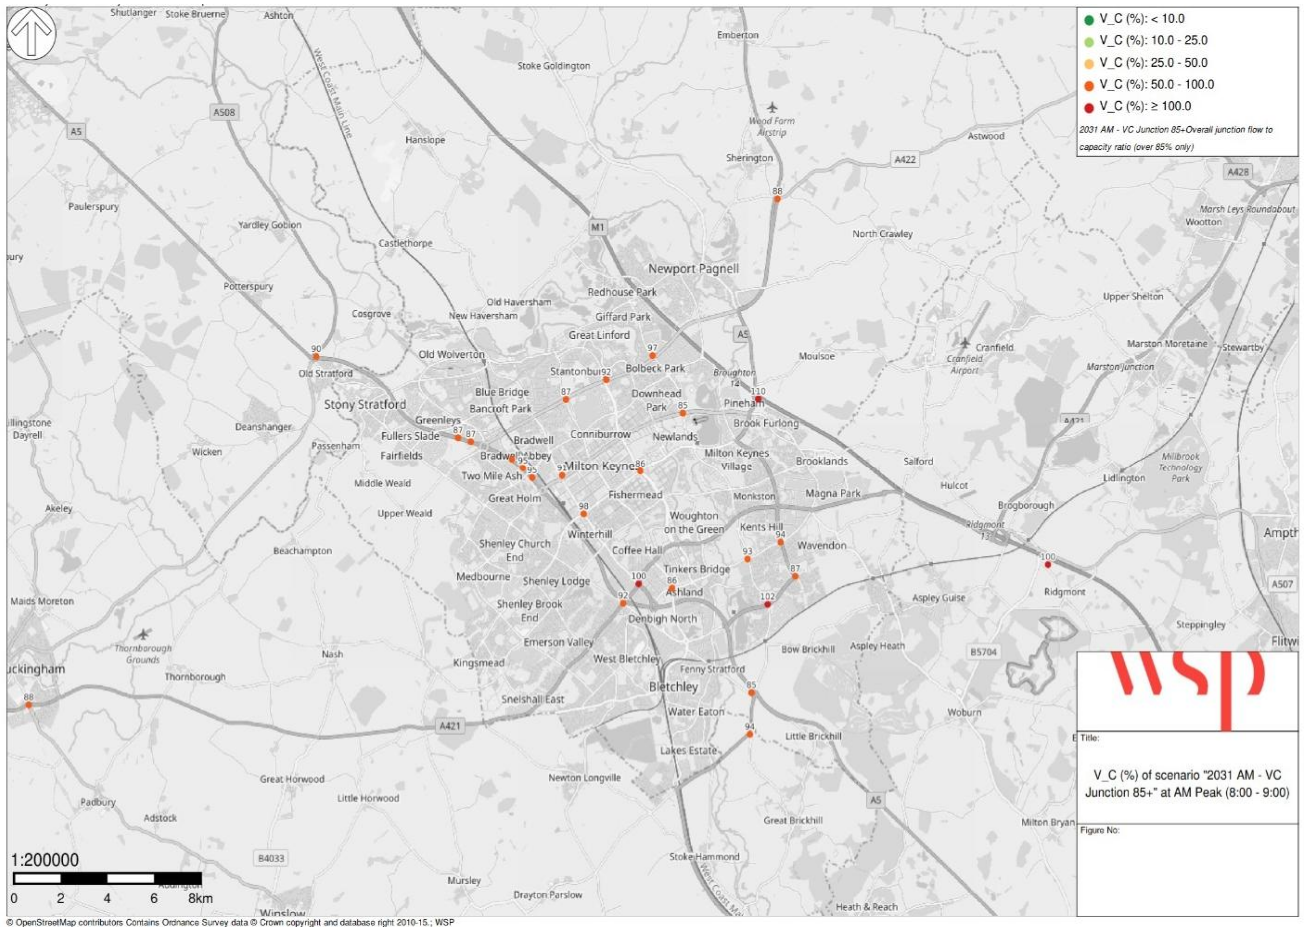 Shutlanger
Stoke Bruerne
Ashton
Emberton
Stoke Goldington
West Coast Main Line
A508
A5
Hanslope
Wood Farm
Airstrip
Sherington
A422
Astwood
88
Paulerspury
Yardley Gobion
Castlethorpe
M1
North Crawley
A428
Marsh Leys Roundabout
Wootton
Newport Pagnell
Potterspury
Redhouse Park
Upper Shelton
Old Haversham
New Haversham
Giffard Park
Cosgrove
Great Linford
A5
Cranfield
Cranfield
Airport
Marston Moretaine
Stewartby
Marston Junction
90
Old Stratford
Old Wolverton
97
Moulsoe
Stantonbu
92
Bolbeck Park
Broughton
14
Blue Bridge
87
Downhead
Park
110
Pineham
Stony Stratford
Bancroft Park
85
Brook Furlong
A421
Greenleys
87
87
Fullers Slade
Conniburrow
Newlands
Deanshanger
Passenham
Fairfields
Bradwell
Milton Keynes
Village
Wicken
Bradwell Abbey
95
95
91
Milton Keynes
86
Brooklands
Salford
Millbrook
Technology
Park
Two Mile Ash
Lidlington
Middle Weald
Great Holm
Fishermead
Monkston
Magna Park
Hulcot
Brogborough
Akeley
Upper Weald
98
Winterhill
Woughton
on the Green
Kents Hill
94
Wavendon
Ridgmont
13
Ampt
Beachampton
Shenley Church
End
Coffee Hall
93
100
Medbourne
Shenley Lodge
100
Tinkers Bridge
86
Ashland
87
Ridgmont
A507
Maids Moreton
92
102
Aspley Guise
Shenley Brook
End
Denbigh North
Steppingley
Thornborough
Grounds
Emerson Valley
Bow Brickhill
Aspley Heath
B5704
Flitwi
uckingham
Nash
Kingsmead
West Bletchley
Fenny Stratford
Thornborough
Bletchley
88
Snelshall East
85
Woburn
A421
Water Eaton
94
Little Brickhill
Lakes Estate
Great Horwood
Newton Longville
Padbury
Little Horwood
A5
Adstock
Great Brickhill
Milton Bryan
B4033
Stoke Hammond
Mursley
Drayton Parslow
Winslow
Heath & Reach
V_C (%): < 10.0
V_C (%): 10.0 - 25.0
V_C (%): 25.0 - 50.0
V_C (%): 50.0 - 100.0
V_C (%): ≥ 100.0
2031 AM - VC Junction 85+Overall junction flow to
capacity ratio (over 85% only)
wsp
Title:
V_C (%) of scenario "2031 AM - VC
Junction 85+" at AM Peak (8:00 - 9:00)
Figure No:
1:200000
0 2 4 6 8km
© OpenStreetMap contributors Contains Ordnance Survey data © Crown copyright and database right 2010-15.; WSP